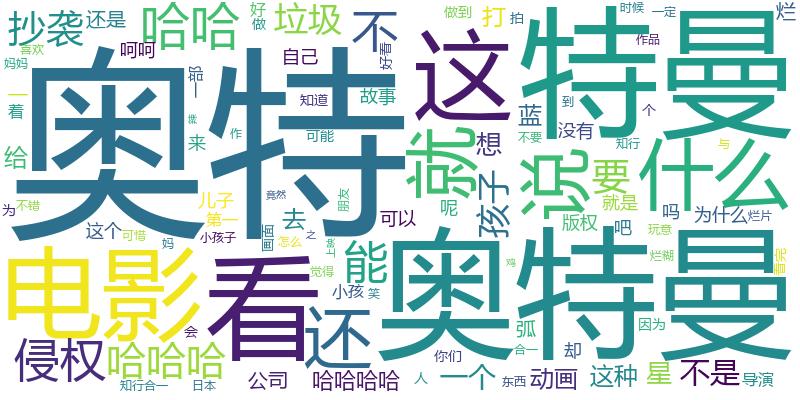 抄袭 还是 哈哈 好 做 垃圾 不 做到 打 拍 时候 一定 烂
喜欢 呵呵 自己 好看 这 特曼 作品
妈妈 一部 知道 故事 蓝 到 个
一 着 奥特 来 作 可能 就 想 没有 不要 知行 与
给 说 要 什么
为 不错 儿子 第一 竟然 朋友 可以 呢 孩子 版权 就是 吗 为什么 烂片
这个 可惜 妈 小孩子 画面 去 怎么 之 吧 玩意
电影 看 上映 能 奥特曼 烂糊 看完
觉得 小孩 笑 鸡
侵权 哈哈哈 会 还 你们 弧 合一 却 因为
知行合一 日本 公司 哈哈哈哈 人 一个 东西 动画 这种 星 不是 导演